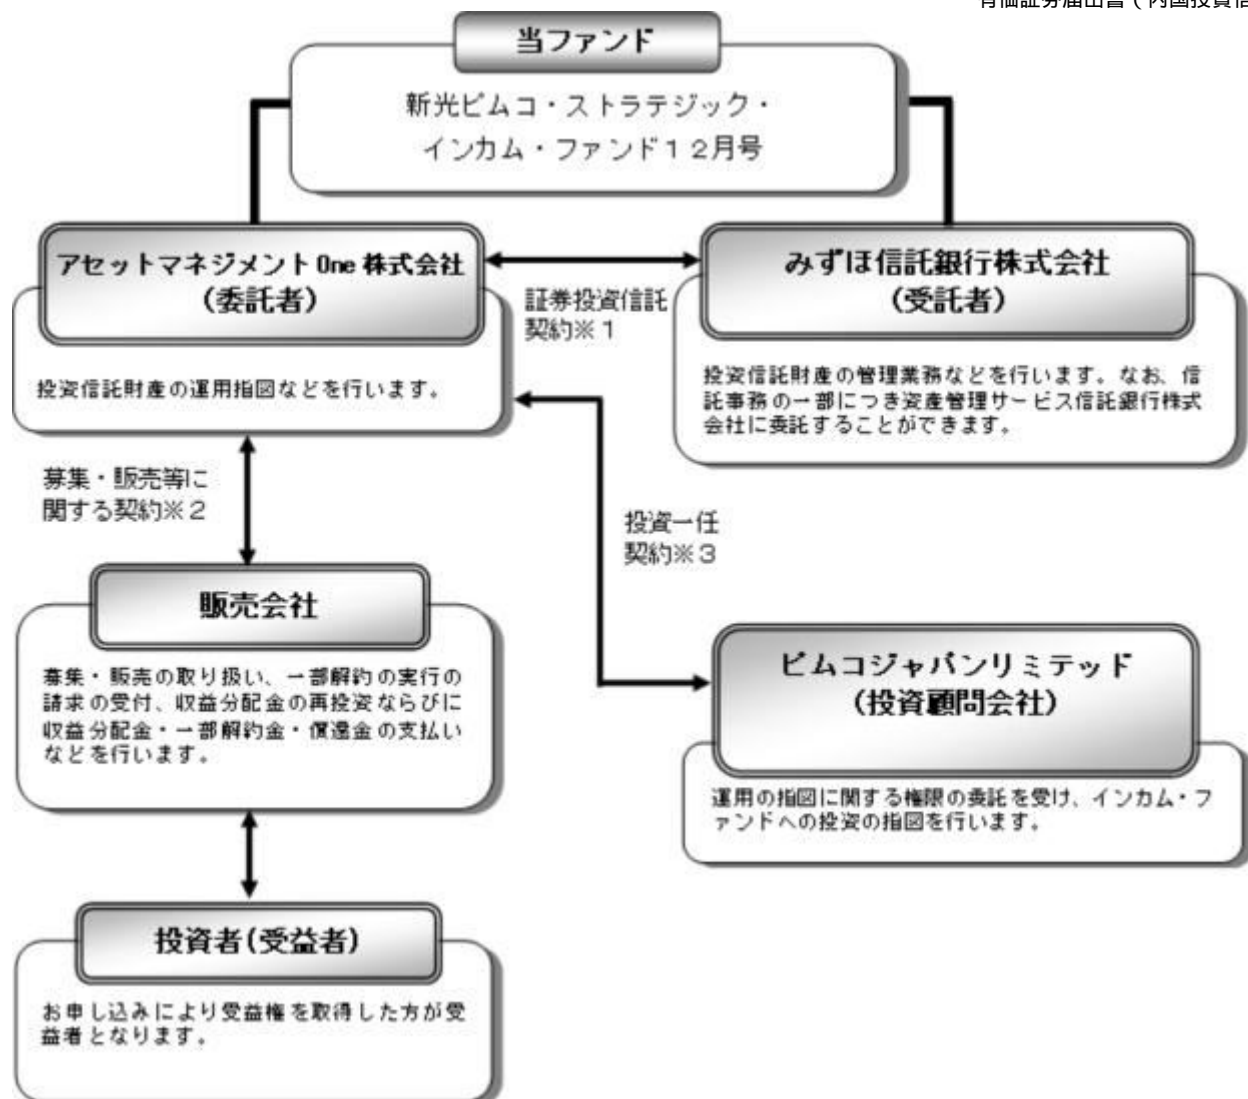 有価証券届出書（内国投資信
当ファンド
新光ピムコ・ストラテジック・
インカム・ファンド１２月号
アセットマネジメントOne 株式会社
(委託者)
投資信託財産の運用指図などを行います。
証券投資信託
契約※１
みずほ信託銀行株式会社
(受託者)
投資信託財産の管理業務などを行います。なお、信
託事務の一部につき資産管理サービス信託銀行株式
会社に委託することができます。
募集・販売等に
関する契約※２
投資一任
契約※３
販売会社
募集・販売の取り扱い、一部解約の実行の
請求の受付、収益分配金の再投資ならびに
収益分配金・一部解約金・償還金の支払い
などを行います。
ピムコジャパンリミテッド
(投資顧問会社)
運用の指図に関する権限の委託を受け、インカム・フ
ァンドへの投資の指図を行います。
投資者(受益者)
お申し込みにより受益権を取得した方が受
益者となります。